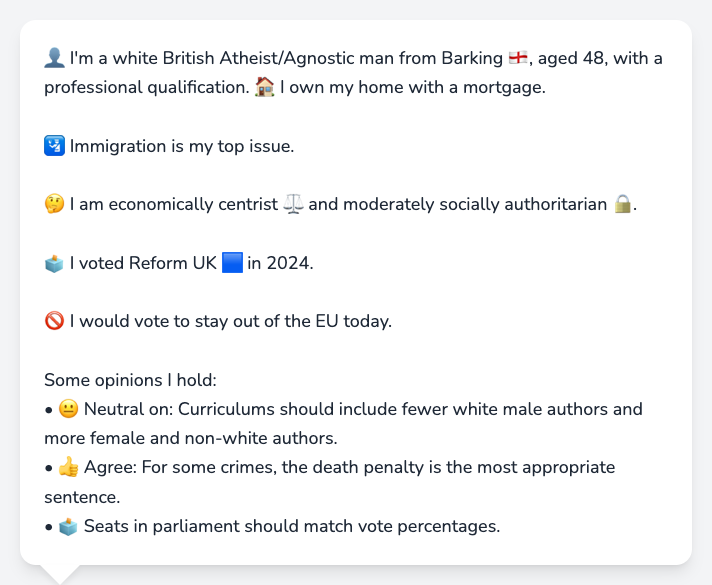 👤 I'm a white British Atheist/Agnostic man from Barking 🏴󠁧󠁢󠁥󠁮󠁧󠁿, aged 48, with a
professional qualification. 🏠 I own my home with a mortgage.
🛂 Immigration is my top issue.
🤔 I am economically centrist ⚖️ and moderately socially authoritarian 🔒.
🗳️ I voted Reform UK 🟦 in 2024.
🚫 I would vote to stay out of the EU today.
Some opinions I hold:
• 😐 Neutral on: Curriculums should include fewer white male authors and
more female and non-white authors.
• 👍 Agree: For some crimes, the death penalty is the most appropriate
sentence.
• 🗳️ Seats in parliament should match vote percentages.